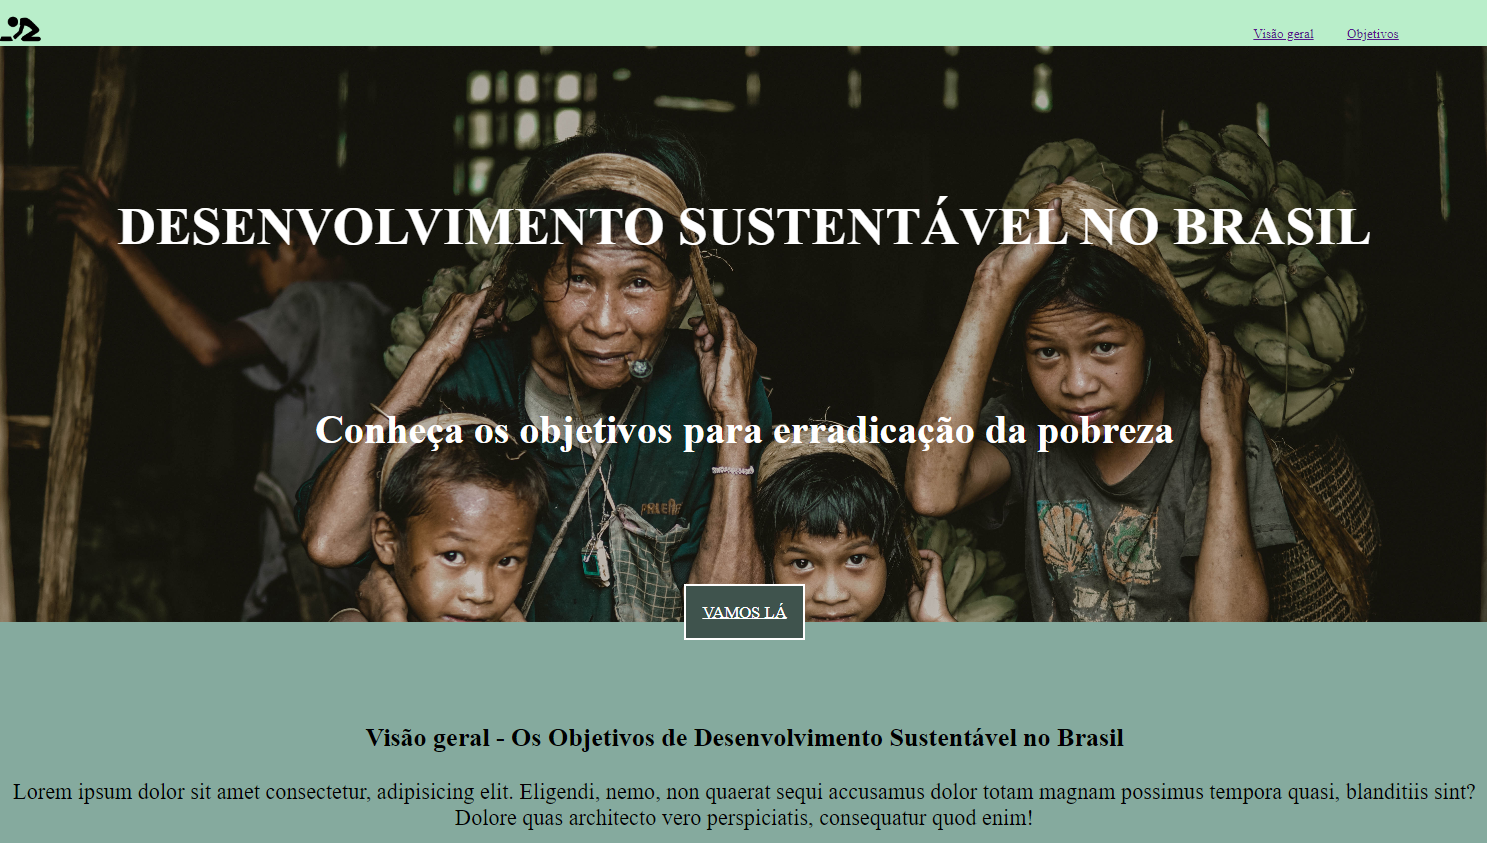 Visão geral Objetivos
DESENVOLVIMENTO SUSTENTÁVEL NO BRASIL
Conheça os objetivos para erradicação da pobreza
VAMOS LÁ
Visão geral - Os Objetivos de Desenvolvimento Sustentável no Brasil
Lorem ipsum dolor sit amet consectetur, adipisicing elit. Eligendi, nemo, non quaerat sequi accusamus dolor totam magnam possimus tempora quasi, blanditiis sint?
Dolore quas architecto vero perspiciatis, consequatur quod enim!